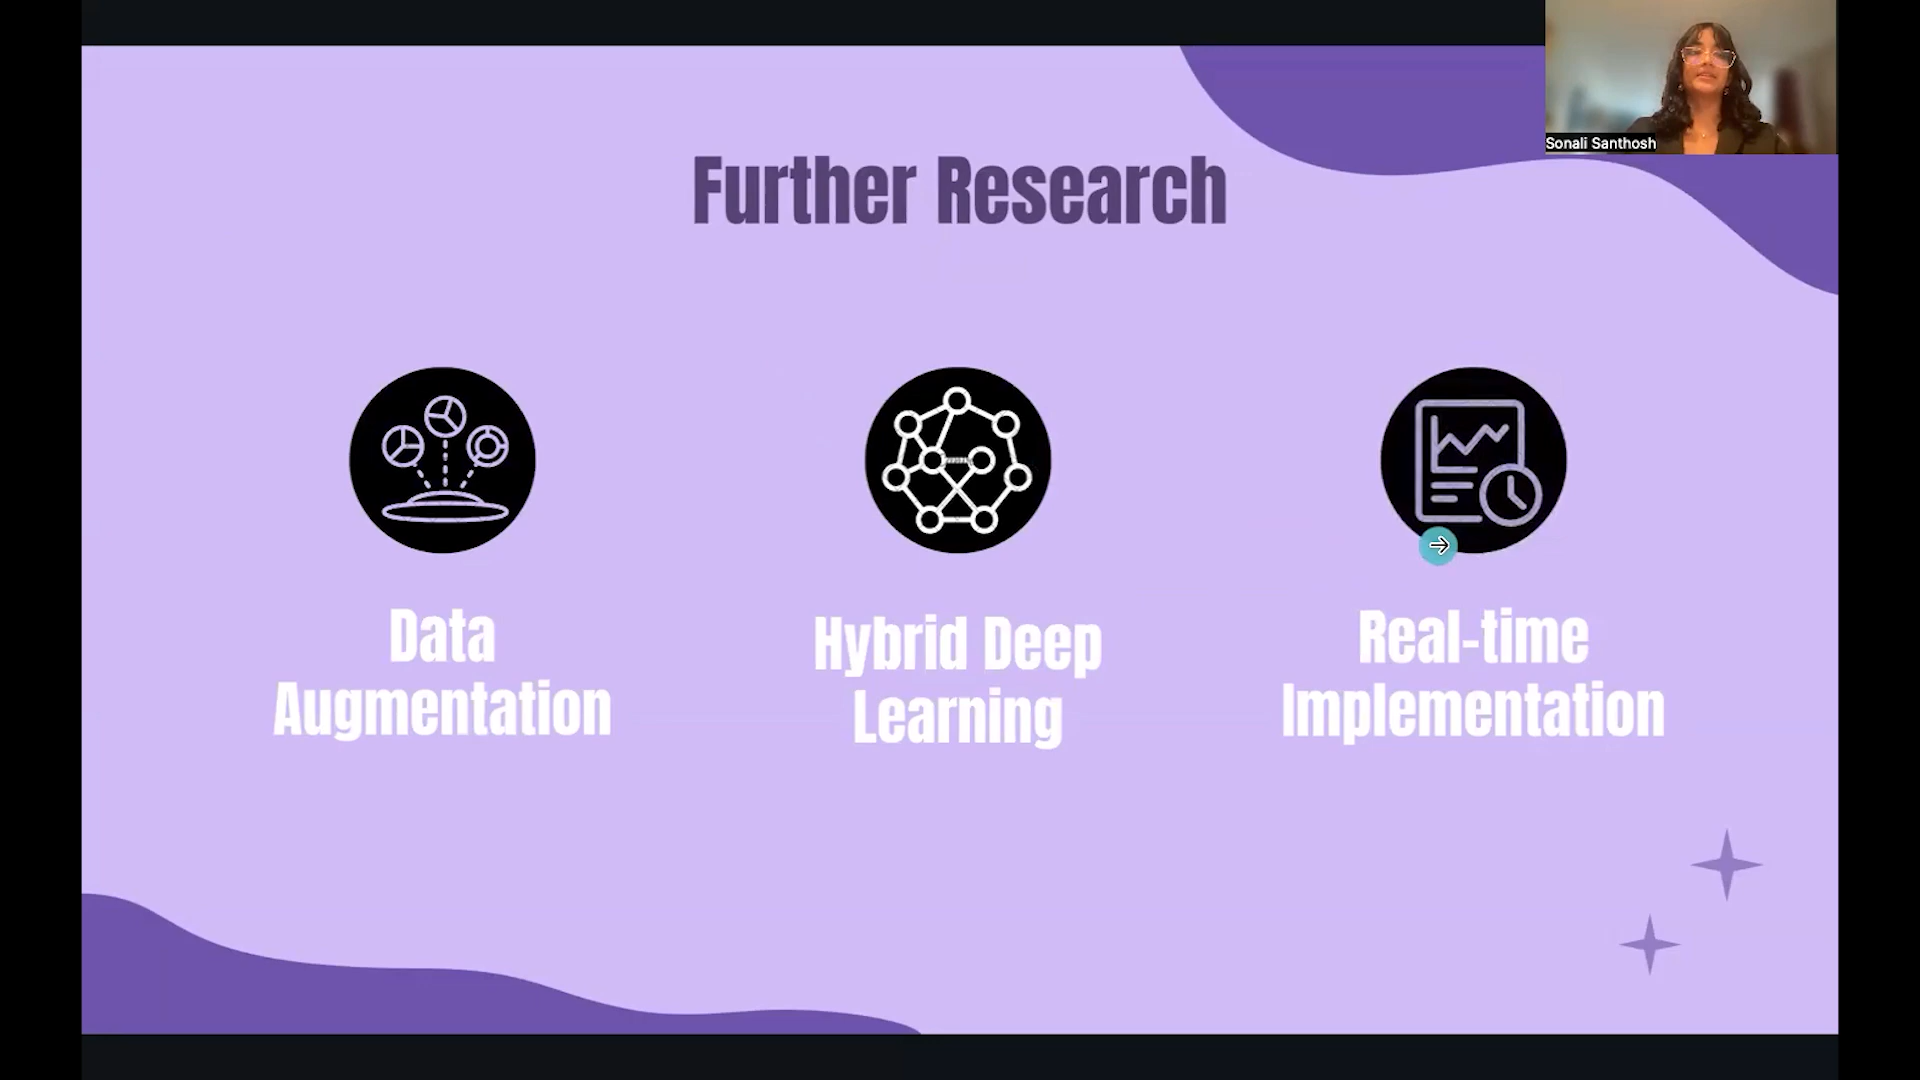 Sonali Santhosh
Further Research
Data
Augmentation
Hybrid Deep
Learning
Real-time
Implementation